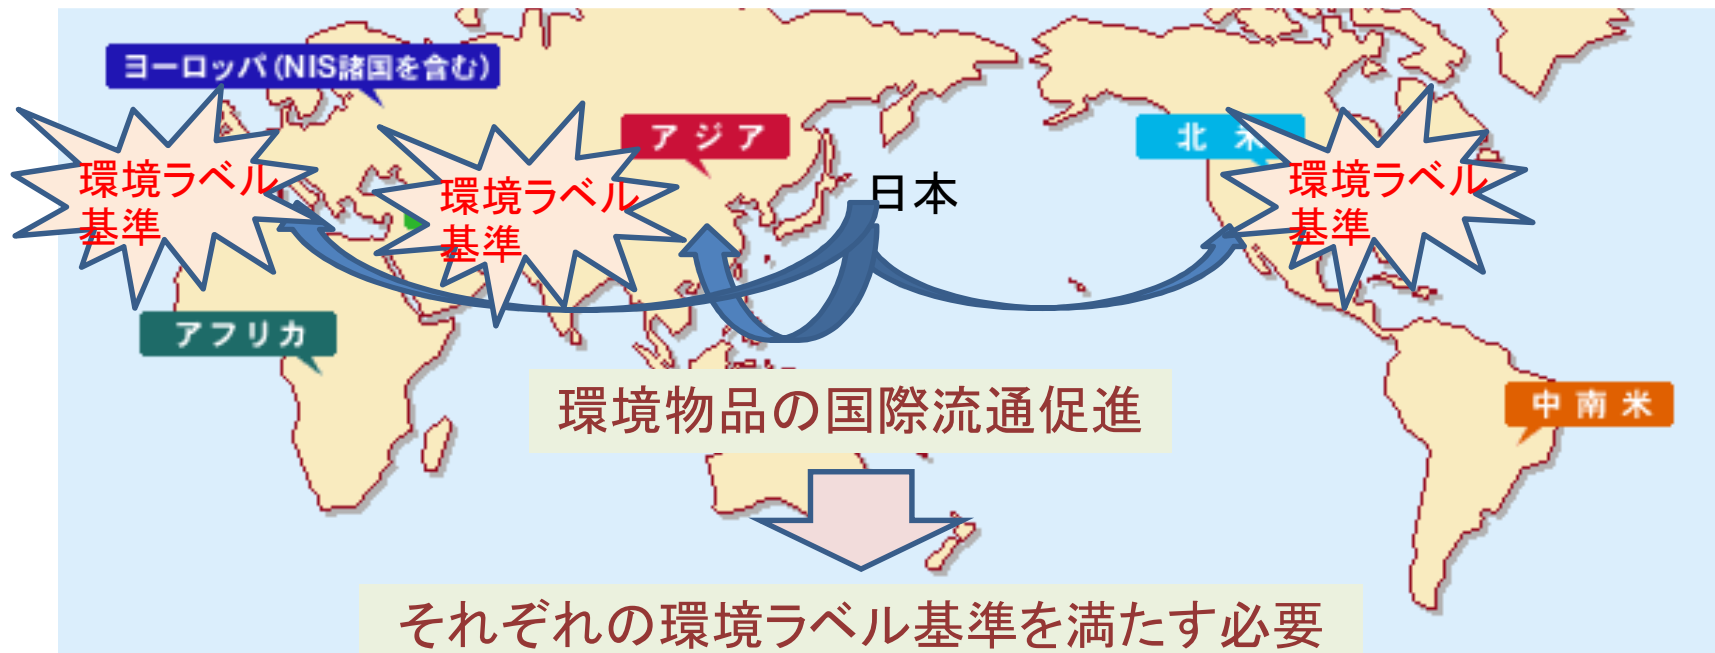 ヨーロッパ(NIS諸国を含む)
アジア
北米
環境ラベル
基準
環境ラベル
基準
日本
環境ラベル
基準
アフリカ
環境物品の国際流通促進
中南米
それぞれの環境ラベル基準を満たす必要